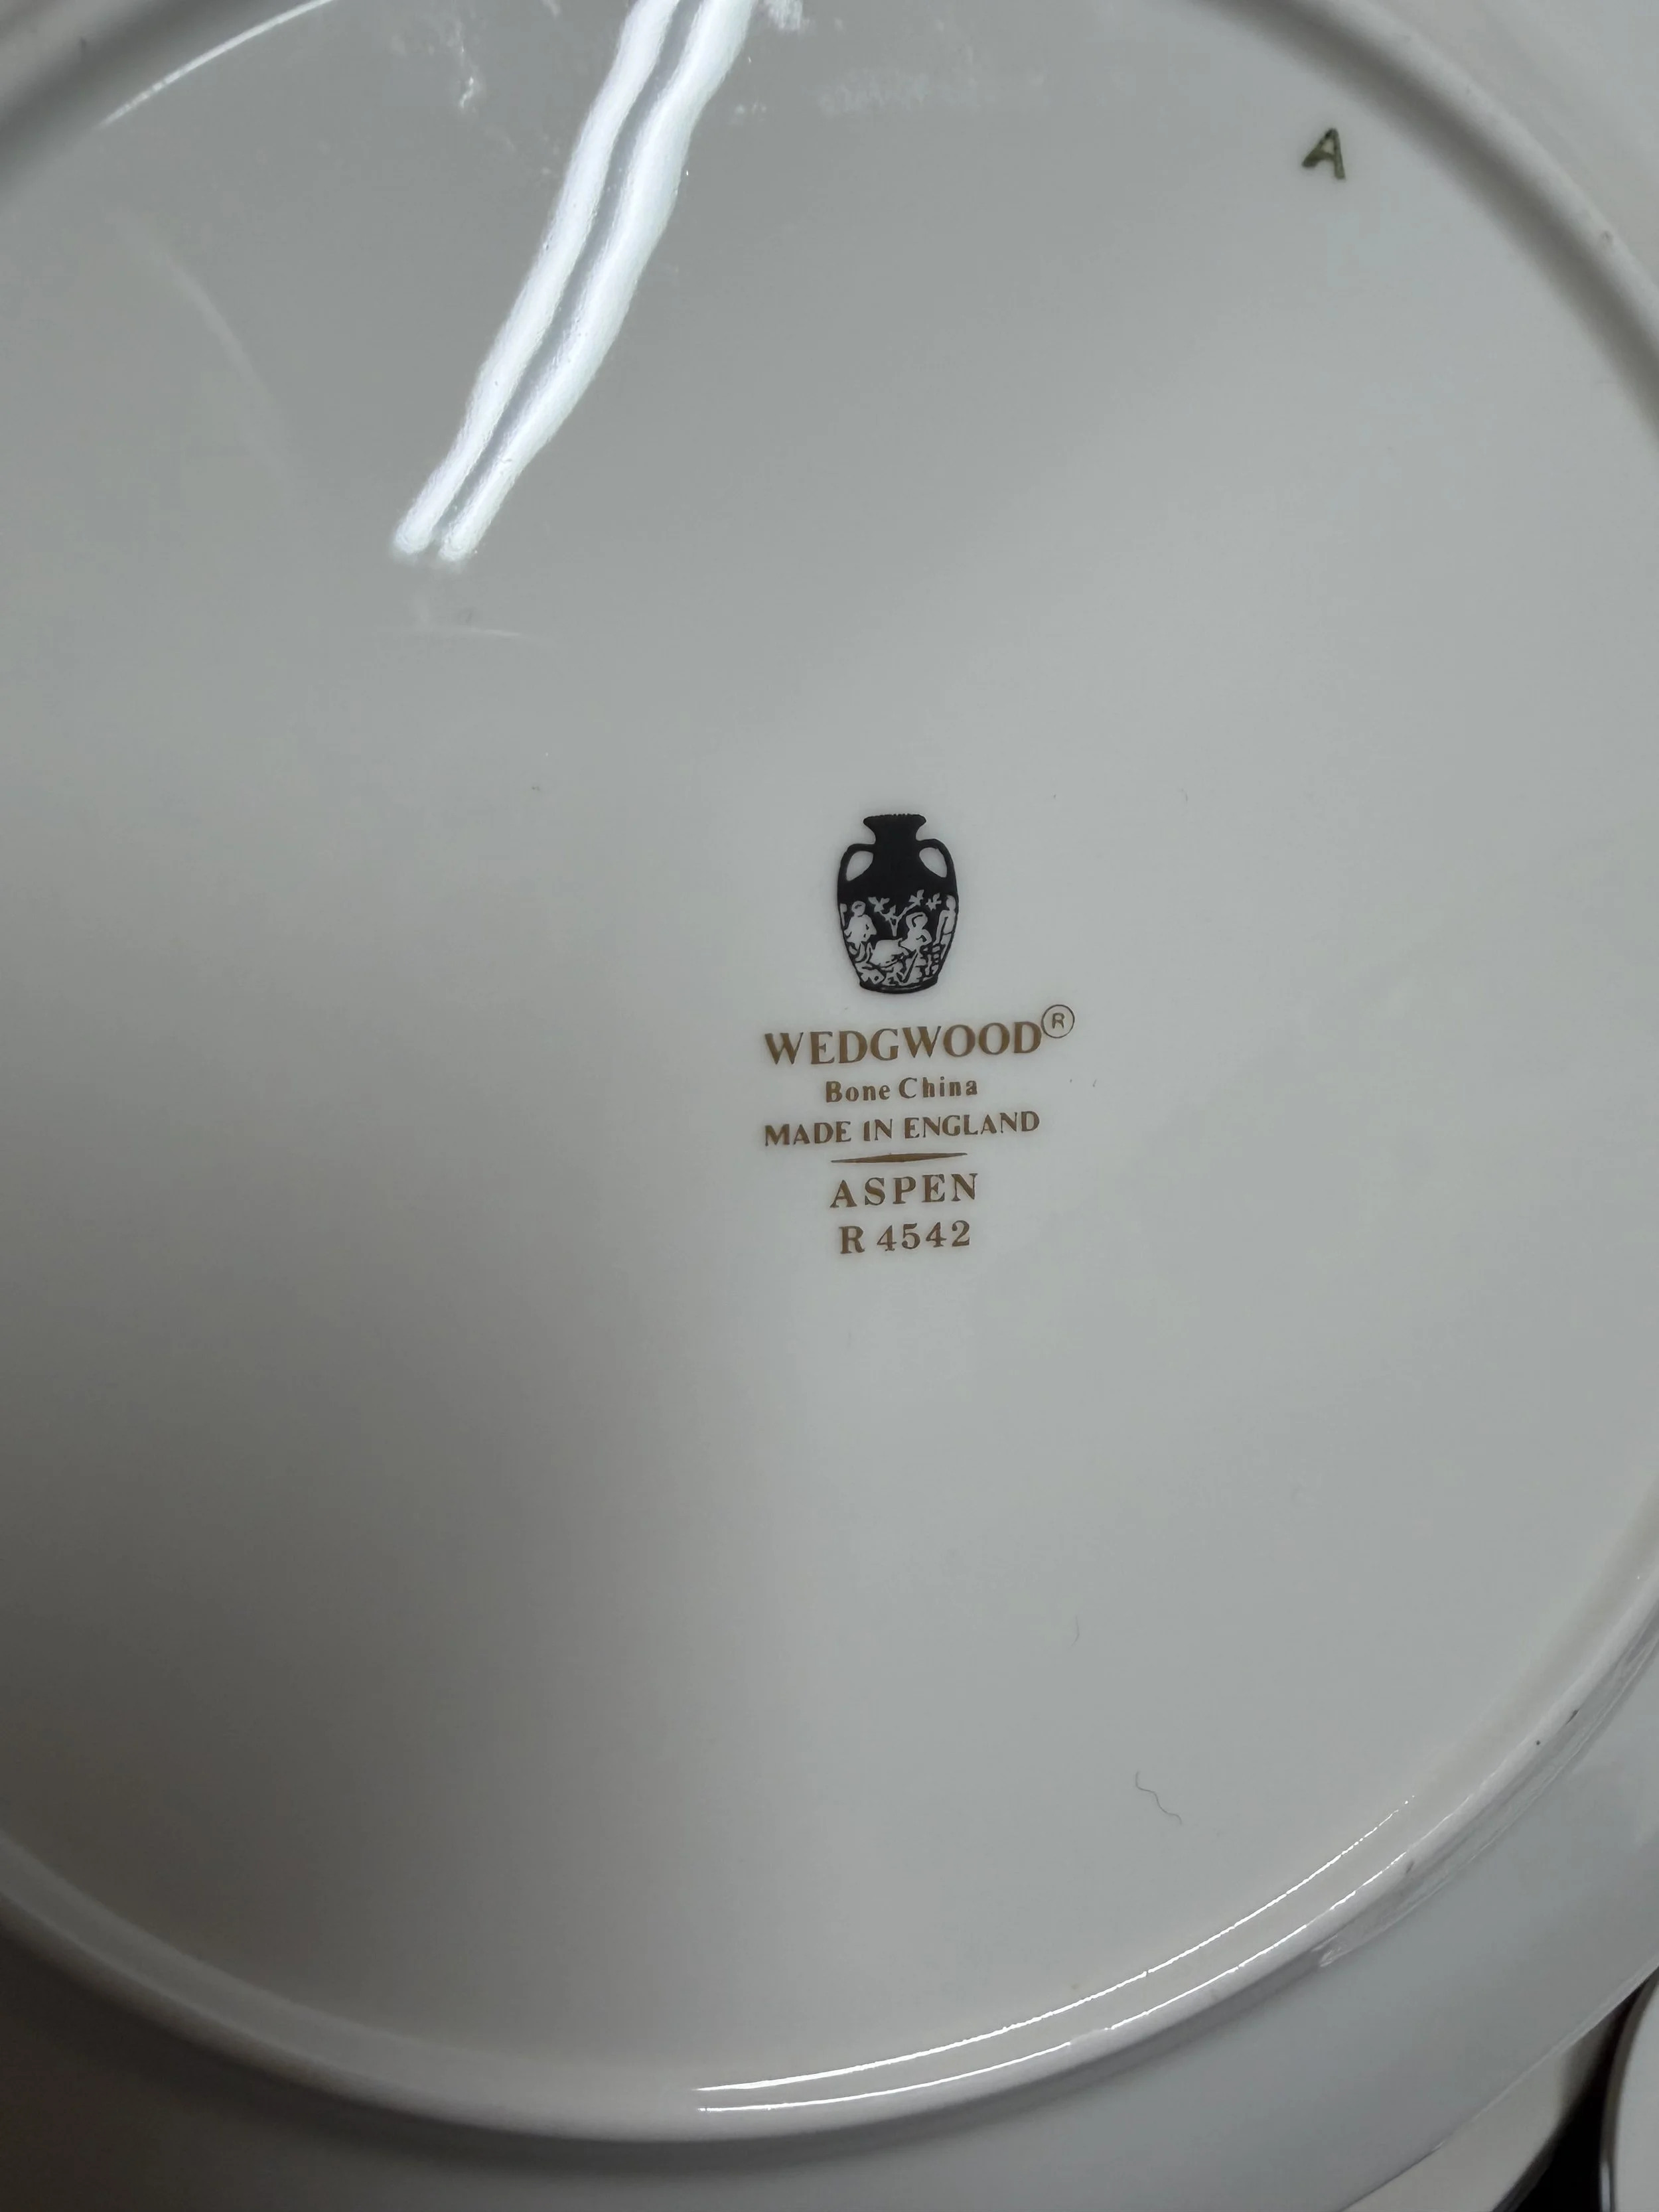 A
WEDGWOOD®
Bone China
MADE IN ENGLAND
ASPEN
R 4542